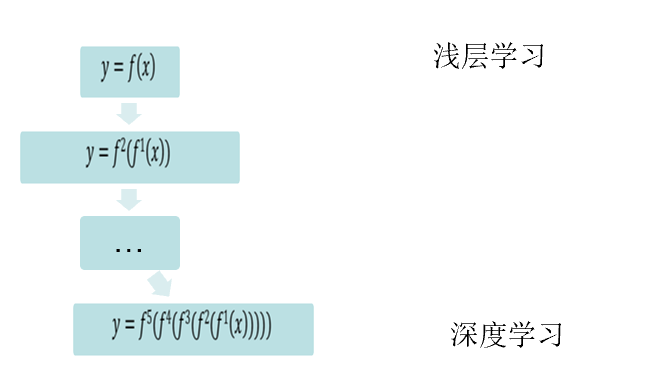 y = f(x)
浅层学习
y = f²(f¹(x))
...
y = f⁵(f⁴(f³(f²(f¹(x)))))
深度学习